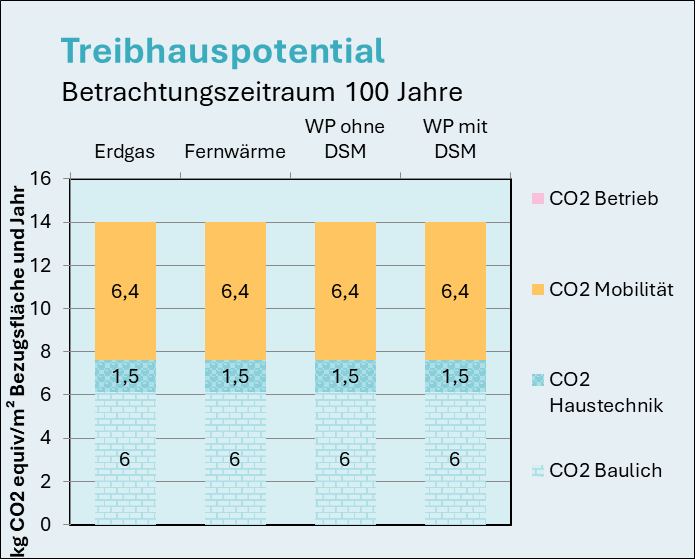 Treibhauspotential
Betrachtungszeitraum 100 Jahre
Erdgas
Fernwärme
WP ohne
DSM
WP mit
DSM
kg CO2 equiv/m² Bezugsfläche und Jahr
16
14
12
10
8
6
4
2
0
6,4
6,4
6,4
6,4
1,5
1,5
1,5
1,5
6
6
6
6
CO2 Betrieb
CO2 Mobilität
CO2
Haustechnik
CO2 Baulich